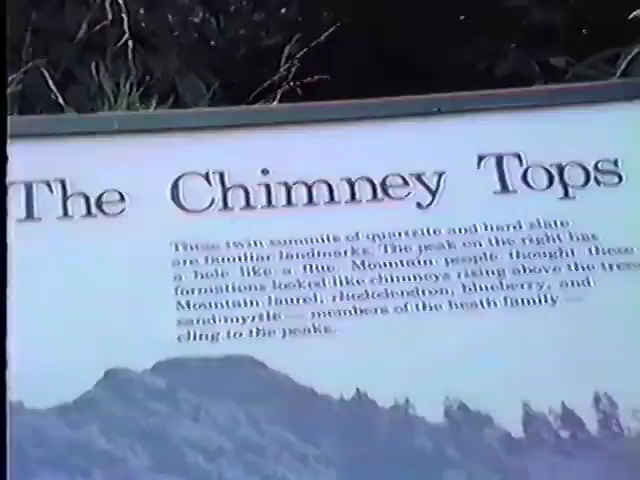 The Chimney Tops
These twin summits of quartzite and hard slate
are familiar landmarks. The peak on the right has
a hole like a flue. Mountain people thought these
formations looked like chimneys rising above the trees.
Mountain laurel, rhododendron, blueberry, and
sand-myrtle — members of the heath family —
cling to the peaks.